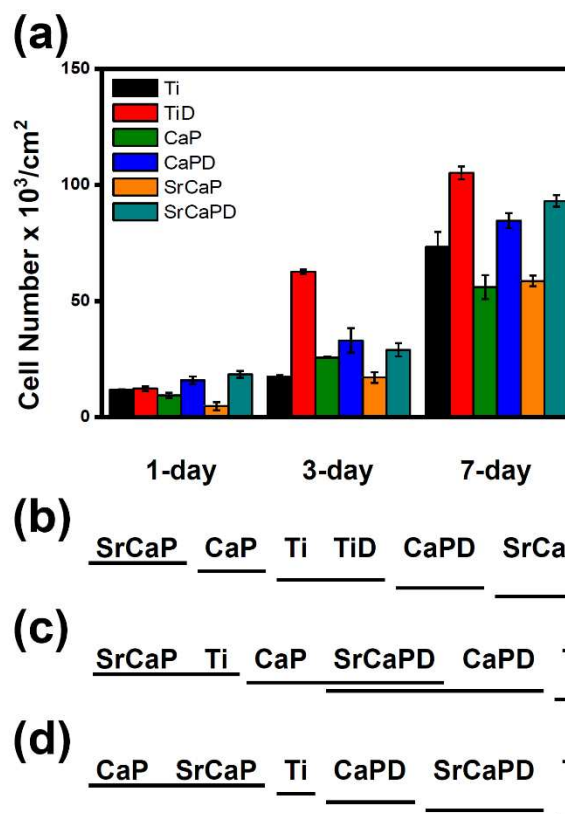 (a)
150
100
50
0
Cell Number x 10³/cm²
Ti
TiD
CaP
CaPD
SrCaP
SrCaPD
1-day 3-day 7-day
(b)
SrCaP CaP Ti TiD CaPD SrCa
(c)
SrCaP Ti CaP SrCaPD CaPD
(d)
CaP SrCaP Ti CaPD SrCaPD